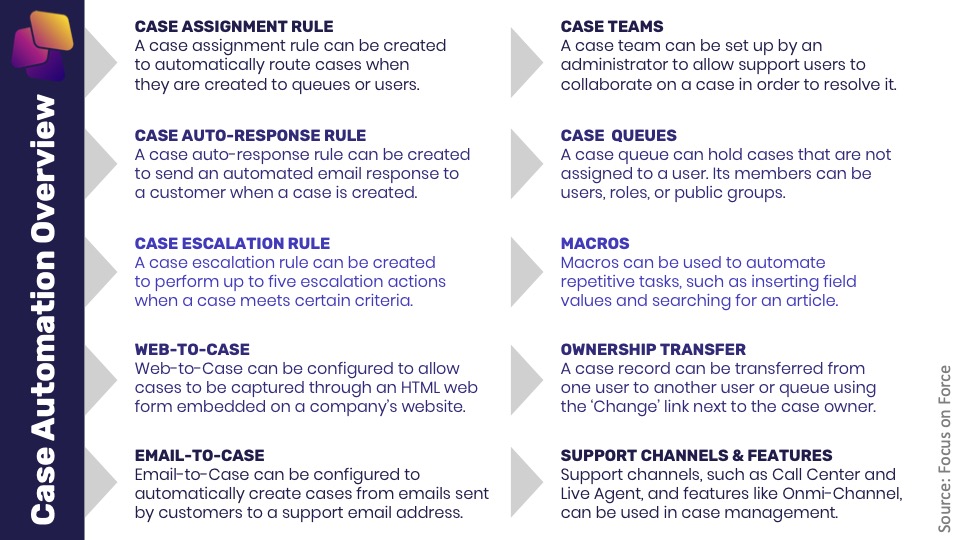 Case Automation Overview
CASE ASSIGNMENT RULE
A case assignment rule can be created
to automatically route cases when
they are created to queues or users.
CASE AUTO-RESPONSE RULE
A case auto-response rule can be created
to send an automated email response to
a customer when a case is created.
CASE ESCALATION RULE
A case escalation rule can be created
to perform up to five escalation actions
when a case meets certain criteria.
WEB-TO-CASE
Web-to-Case can be configured to allow
cases to be captured through an HTML web
form embedded on a company's website.
EMAIL-TO-CASE
Email-to-Case can be configured to
automatically create cases from emails sent
by customers to a support email address.
CASE TEAMS
A case team can be set up by an
administrator to allow support users to
collaborate on a case in order to resolve it.
CASE QUEUES
A case queue can hold cases that are not
assigned to a user. Its members can be
users, roles, or public groups.
MACROS
Macros can be used to automate
repetitive tasks, such as inserting field
values and searching for an article.
OWNERSHIP TRANSFER
A case record can be transferred from
one user to another user or queue using
the ‘Change’ link next to the case owner.
SUPPORT CHANNELS & FEATURES
Support channels, such as Call Center and
Live Agent, and features like Onmi-Channel,
can be used in case management.
Source: Focus on Force